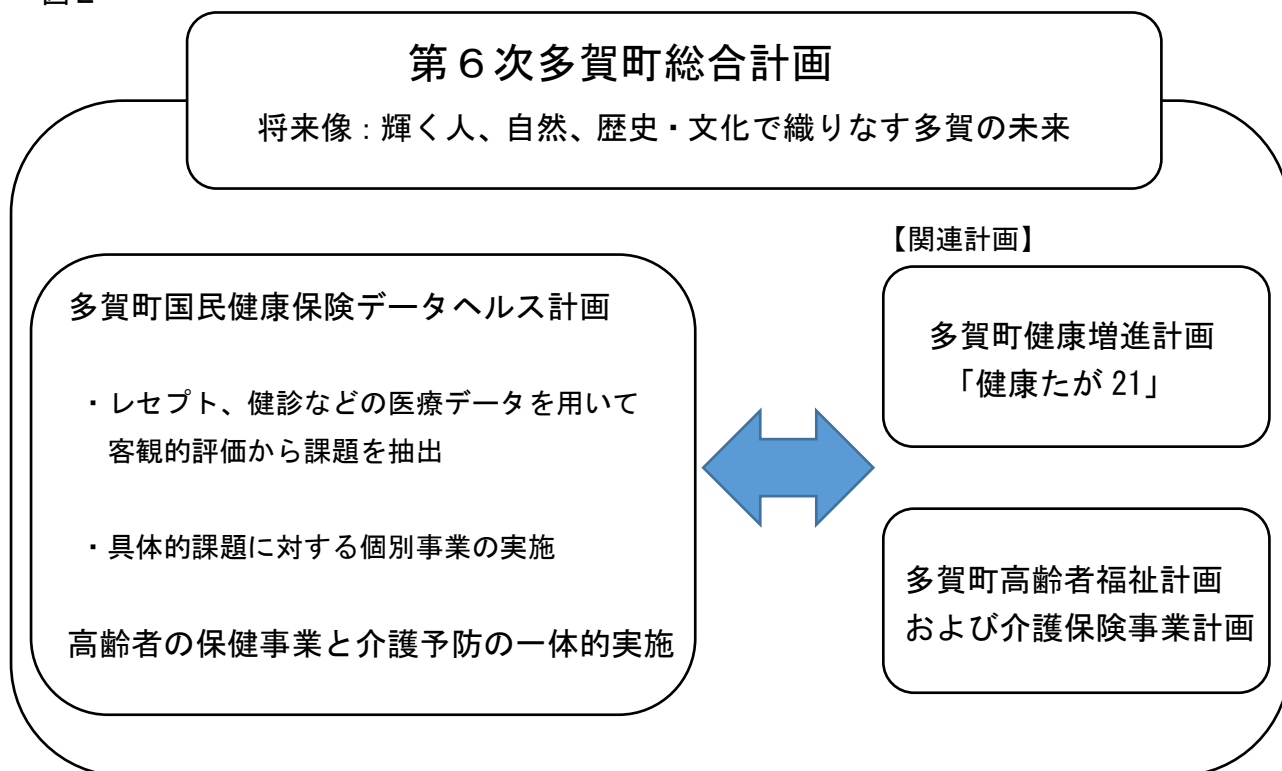 第６次多賀町総合計画
将来像：輝く人、自然、歴史・文化で織りなす多賀の未来
多賀町国民健康保険データヘルス計画
・レセプト、健診などの医療データを用いて
客観的評価から課題を抽出
・具体的課題に対する個別事業の実施
高齢者の保健事業と介護予防の一体的実施
【関連計画】
多賀町健康増進計画
「健康たが 21」
多賀町高齢者福祉計画
および介護保険事業計画